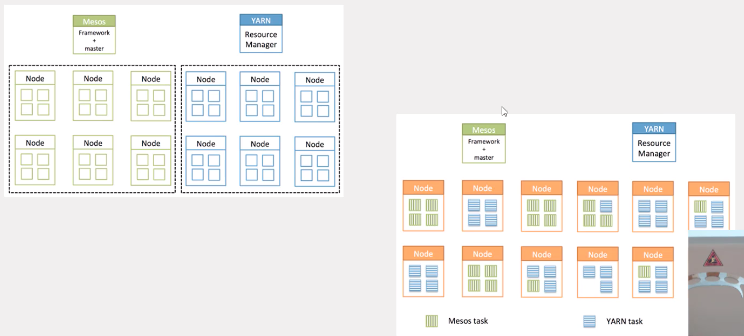 Mesos
Framework
+
master
YARN
Resource
Manager
Node Node Node Node Node Node
Node Node Node Node Node Node
Mesos
Framework
+
master
YARN
Resource
Manager
Node Node Node Node Node Node
Node Node Node Node Node
Mesos task YARN task